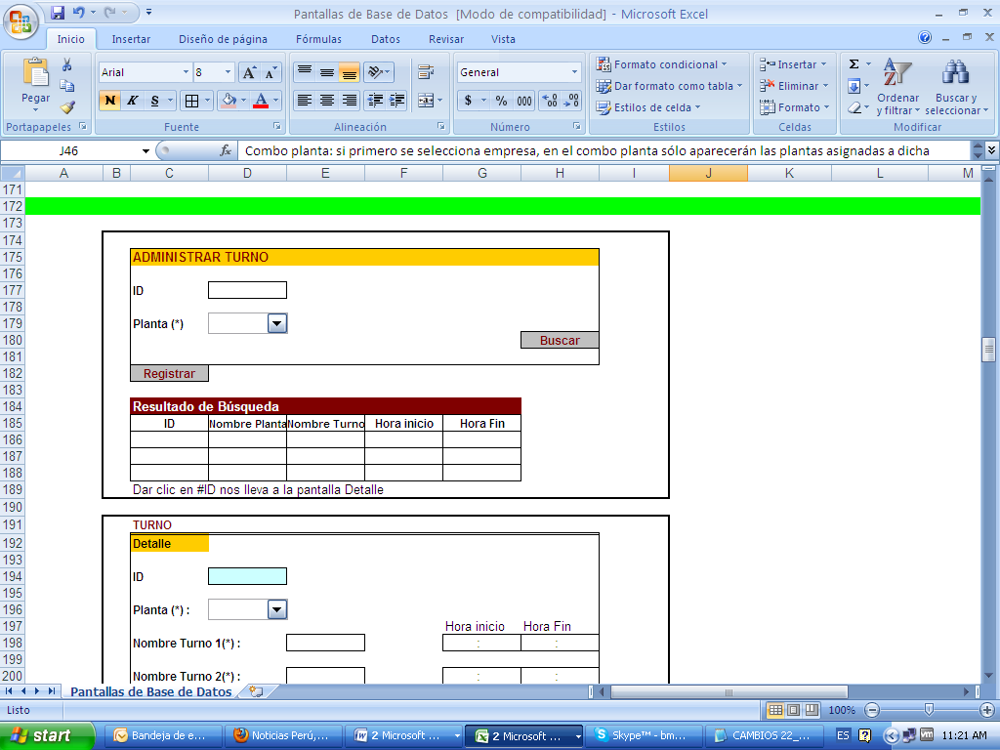 Pantallas de Base de Datos [Modo de compatibilidad] - Microsoft Excel
Inicio Insertar Diseño de página Fórmulas Datos Revisar Vista
Pegar
Arial 8
General
Formato condicional
Insertar
Σ
N K S
$ % 000
Dar formato como tabla
Eliminar
Ordenar y filtrar
Buscar y seleccionar
Estilos de celda
Formato
Portapapeles Fuente Alineación Número Estilos Celdas Modificar
J46 fx Combo planta: si primero se selecciona empresa, en el combo planta sólo aparecerán las plantas asignadas a dicha
A B C D E F G H I J K L M
171
172
173
174
175 ADMINISTRAR TURNO
176
177 ID
178
179 Planta (*)
180 Buscar
181
182 Registrar
183
184 Resultado de Búsqueda
185 ID Nombre Planta Nombre Turno Hora inicio Hora Fin
186
187
188
189 Dar clic en #ID nos lleva a la pantalla Detalle
190
191 TURNO
192 Detalle
193
194 ID
195
196 Planta (*) :
197 Hora inicio Hora Fin
198 Nombre Turno 1(*) : : :
199
200 Nombre Turno 2(*) : : :
Pantallas de Base de Datos
Listo 100%
start Bandeja de e... Noticias Perú,... 2 Microsoft ... 2 Microsoft ... Skype™ - bm... CAMBIOS 22_... ES 11:21 AM